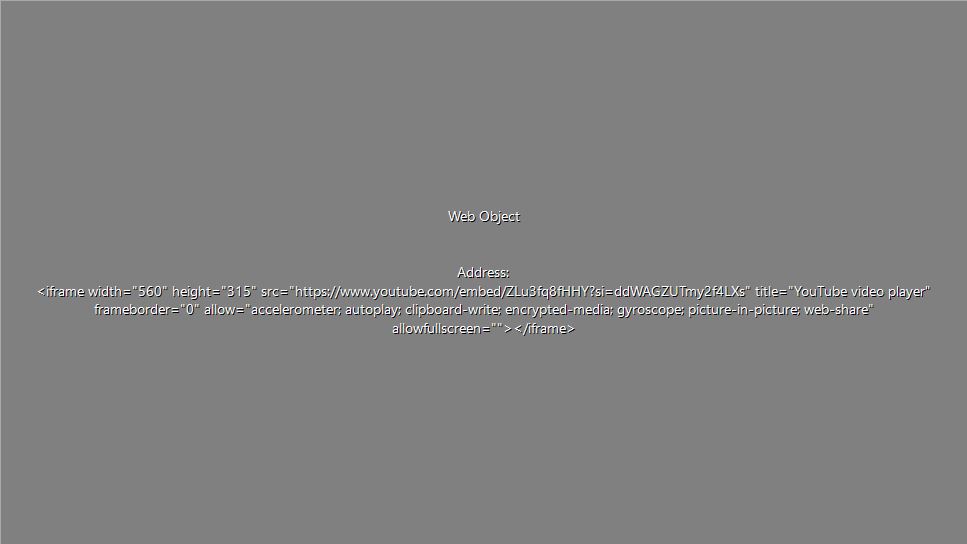 Web Object
Address:
<iframe width="560" height="315" src="https://www.youtube.com/embed/ZLu3fq8fHHY?si=ddWAGZUTmy2f4LXs" title="YouTube video player"
frameborder="0" allow="accelerometer; autoplay; clipboard-write; encrypted-media; gyroscope; picture-in-picture; web-share"
allowfullscreen=""></iframe>